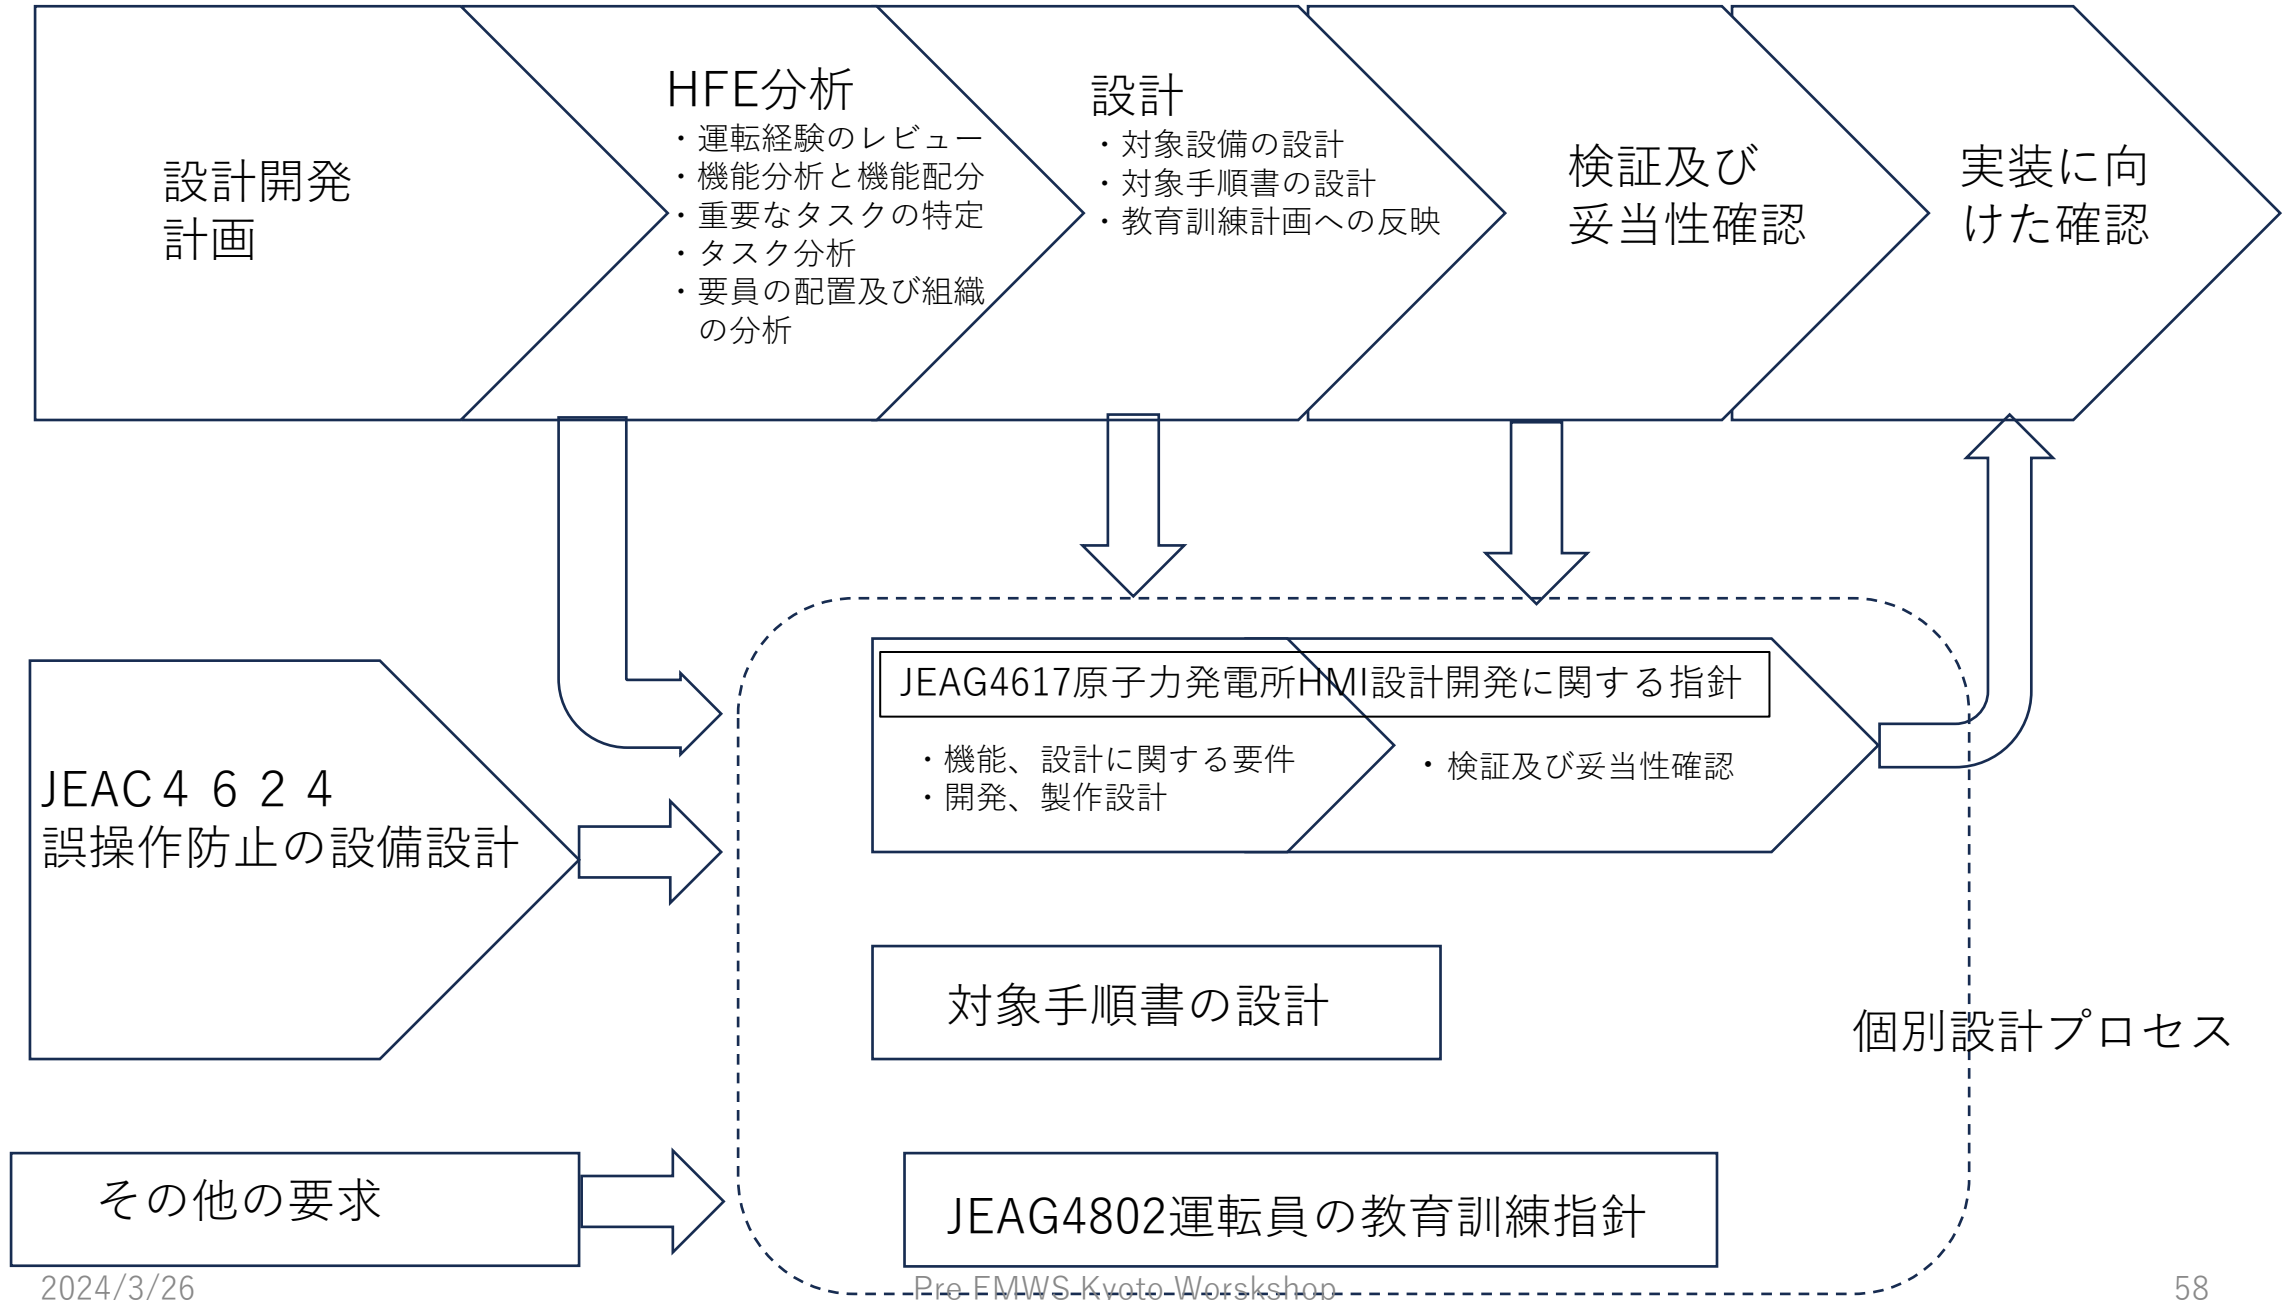 設計開発
計画
HFE分析
・運転経験のレビュー
・機能分析と機能配分
・重要なタスクの特定
・タスク分析
・要員の配置及び組織
の分析
設計
・対象設備の設計
・対象手順書の設計
・教育訓練計画への反映
検証及び
妥当性確認
実装に向
けた確認
JEAG4617原子力発電所HMI設計開発に関する指針
・機能、設計に関する要件
・開発、製作設計
・検証及び妥当性確認
JEAC４６２４
誤操作防止の設備設計
対象手順書の設計
個別設計プロセス
その他の要求
JEAG4802運転員の教育訓練指針
2024/3/26
Pre FMWS Kyoto Worskshop
58